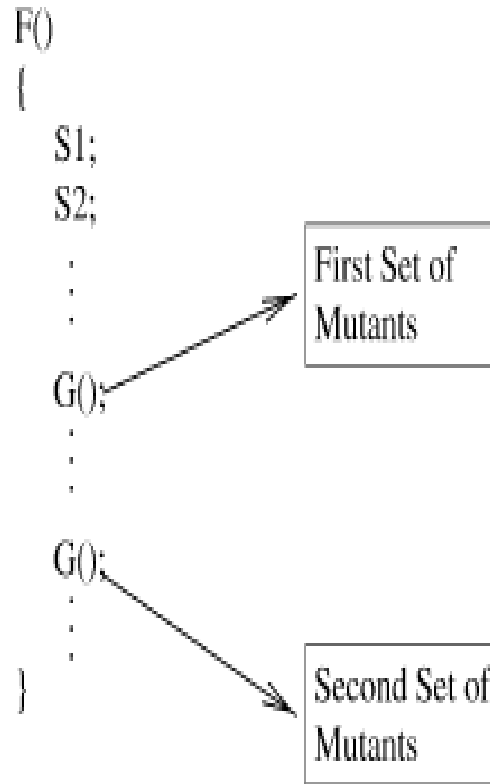 F()
{
S1;
S2;
.
.
.
G();
.
.
.
G();
.
.
.
}
First Set of
Mutants
Second Set of
Mutants